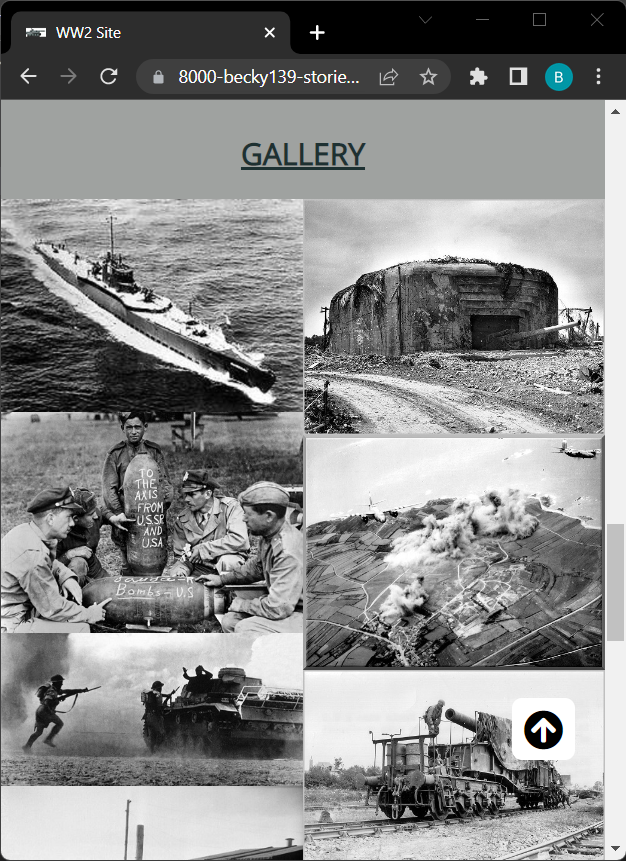 WW2 Site
8000-becky139-storie...
B
GALLERY
TO
THE
AXIS
FROM
U.S.S.R
AND
U.S.A
Bombs - U.S